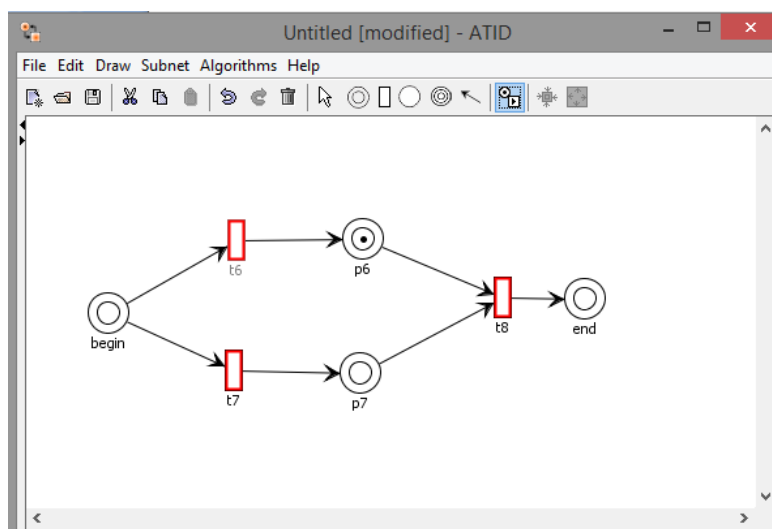 Untitled [modified] - ATID
File Edit Draw Subnet Algorithms Help
t6
p6
begin
t8
end
t7
p7